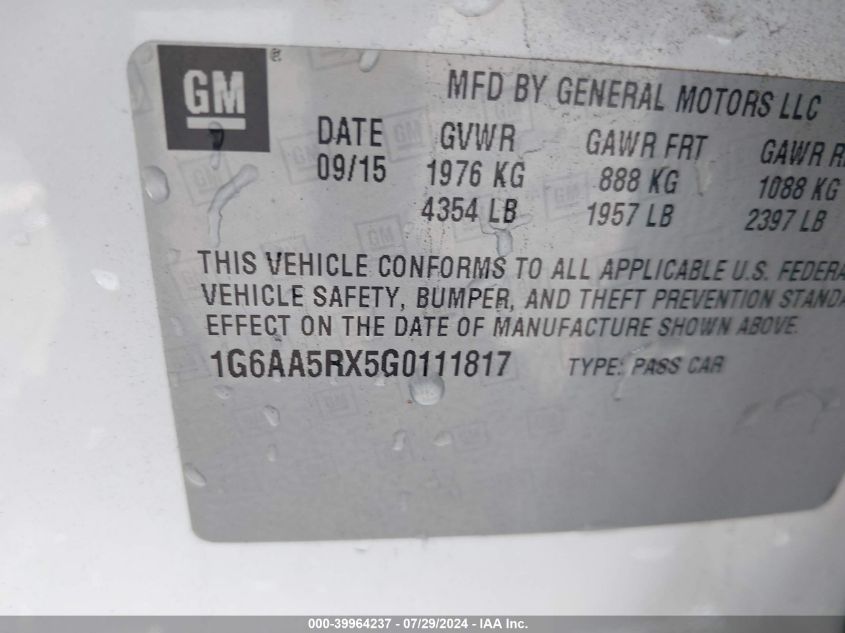 GM ®
MFD BY GENERAL MOTORS LLC
DATE GVWR GAWR FRT GAWR R
09/15 1976 KG 888 KG 1088 KG
4354 LB 1957 LB 2397 LB
THIS VEHICLE CONFORMS TO ALL APPLICABLE U.S. FEDERA
VEHICLE SAFETY, BUMPER, AND THEFT PREVENTION STANDA
EFFECT ON THE DATE OF MANUFACTURE SHOWN ABOVE.
1G6AA5RX5G0111817 TYPE: PASS CAR
000-39964237 - 07/29/2024 - IAA Inc.